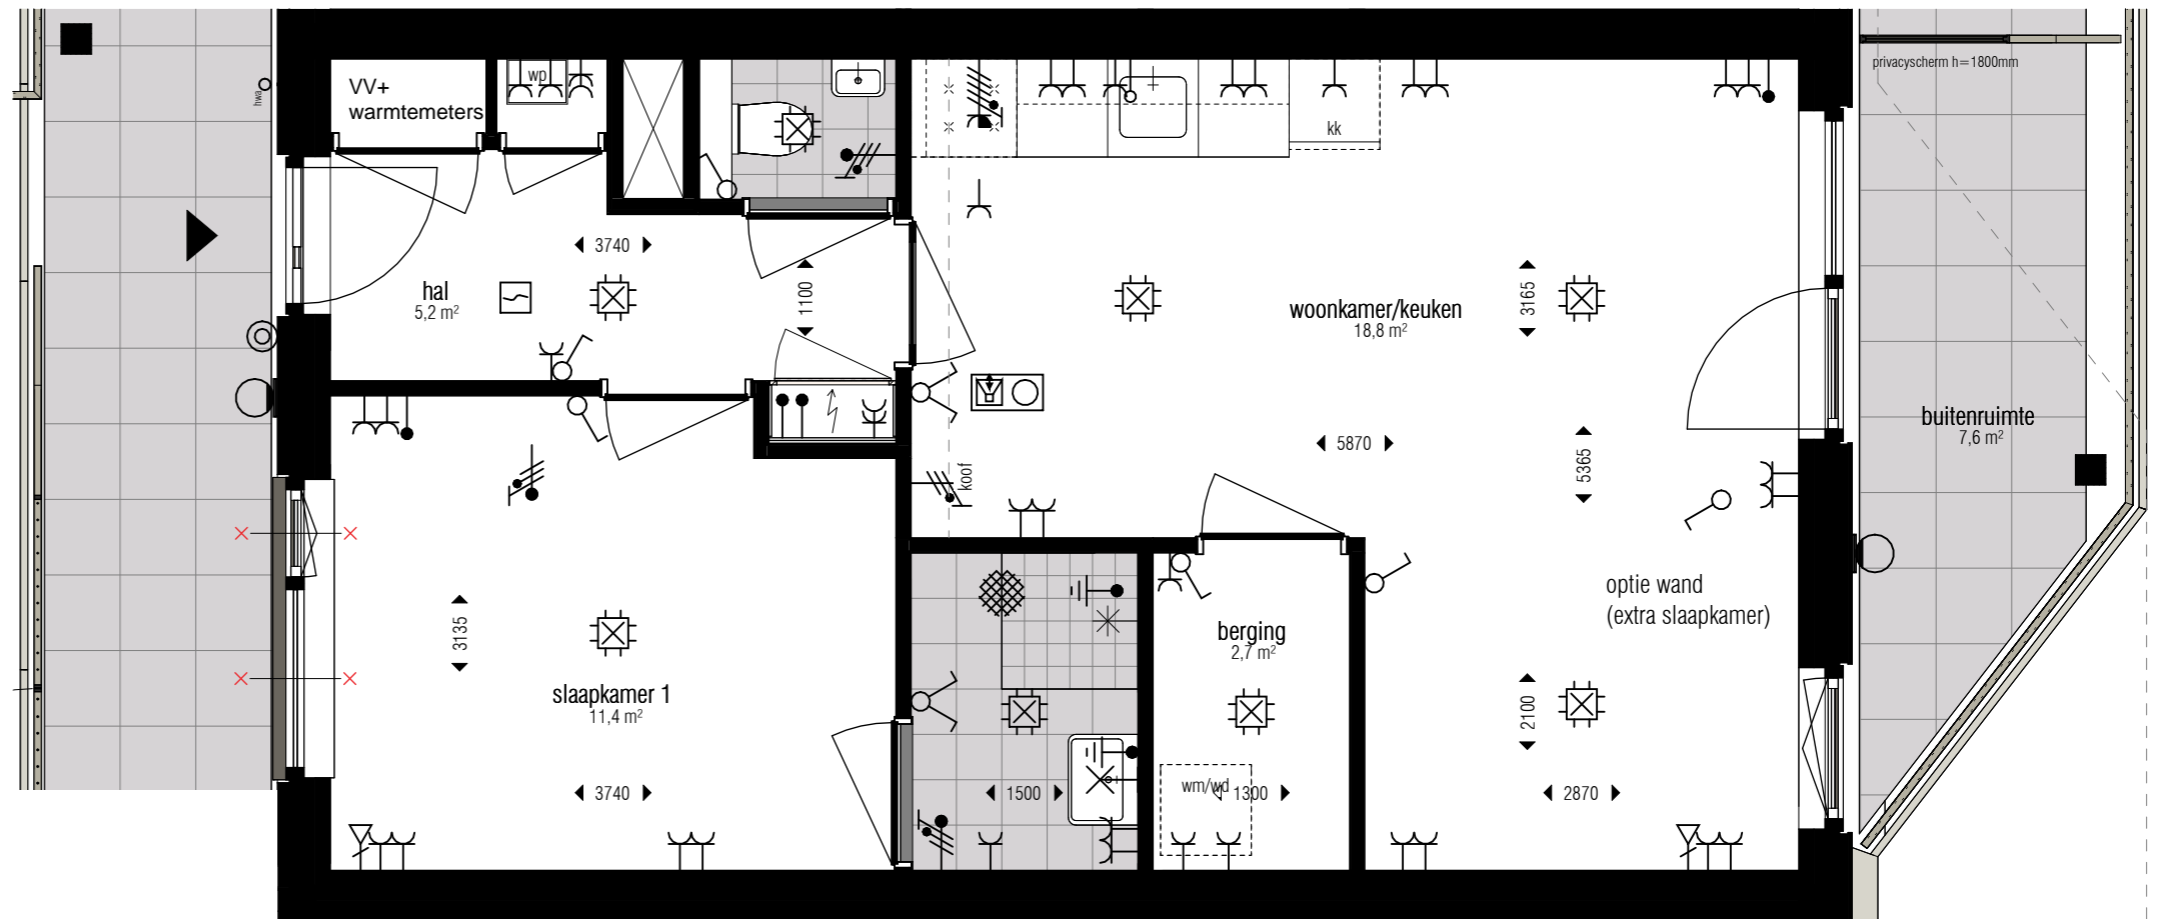 privacyscherm h=1800mm
hwa
VV+
warmtemeters
wp
kk
3740
1100
hal
5,2 m²
woonkamer/keuken
18,8 m²
3165
buitenruimte
7,6 m²
5870
5365
koof
optie wand
(extra slaapkamer)
3135
berging
2,7 m²
slaapkamer 1
11,4 m²
2100
wm/wd
3740
1500
1300
2870